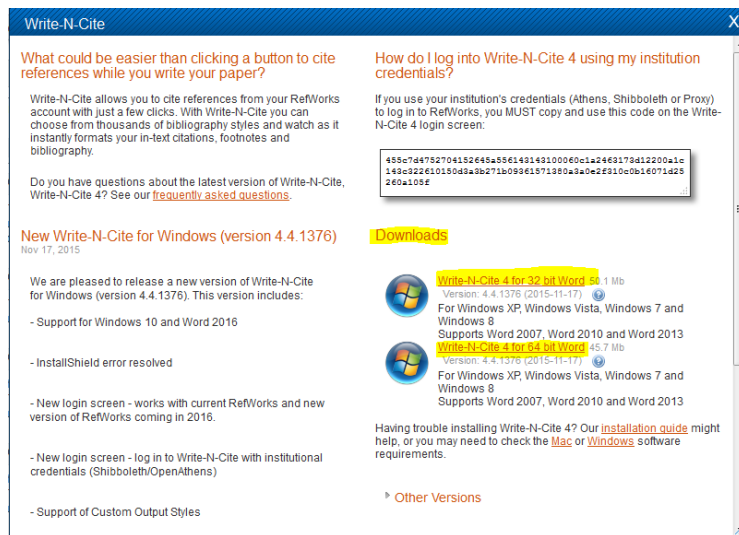 Write-N-Cite
X
What could be easier than clicking a button to cite
references while you write your paper?
Write-N-Cite allows you to cite references from your RefWorks
account with just a few clicks. With Write-N-Cite you can
choose from thousands of bibliography styles and watch as it
instantly formats your in-text citations, footnotes and
bibliography.
Do you have questions about the latest version of Write-N-Cite,
Write-N-Cite 4? See our frequently asked questions.
New Write-N-Cite for Windows (version 4.4.1376)
Nov 17, 2015
We are pleased to release a new version of Write-N-Cite
for Windows (version 4.4.1376). This version includes:
- Support for Windows 10 and Word 2016
- InstallShield error resolved
- New login screen - works with current RefWorks and new
version of RefWorks coming in 2016.
- New login screen - log in to Write-N-Cite with institutional
credentials (Shibboleth/OpenAthens)
- Support of Custom Output Styles
How do I log into Write-N-Cite 4 using my institution
credentials?
If you use your institution's credentials (Athens, Shibboleth or Proxy)
to log in to RefWorks, you MUST copy and use this code on the Write-
N-Cite 4 login screen:
455c7d4752704152645a556143143100060c1a2463173d12200a1c
143c322610150d3a3b271b09361571380a3a0e2f310c0b16071d25
260a105f
Downloads
Write-N-Cite 4 for 32 bit Word 50.1 Mb
Version: 4.4.1376 (2015-11-17)
For Windows XP, Windows Vista, Windows 7 and
Windows 8
Supports Word 2007, Word 2010 and Word 2013
Write-N-Cite 4 for 64 bit Word 45.7 Mb
Version: 4.4.1376 (2015-11-17)
For Windows XP, Windows Vista, Windows 7 and
Windows 8
Supports Word 2007, Word 2010 and Word 2013
Having trouble installing Write-N-Cite 4? Our installation guide might
help, or you may need to check the Mac or Windows software
requirements.
Other Versions